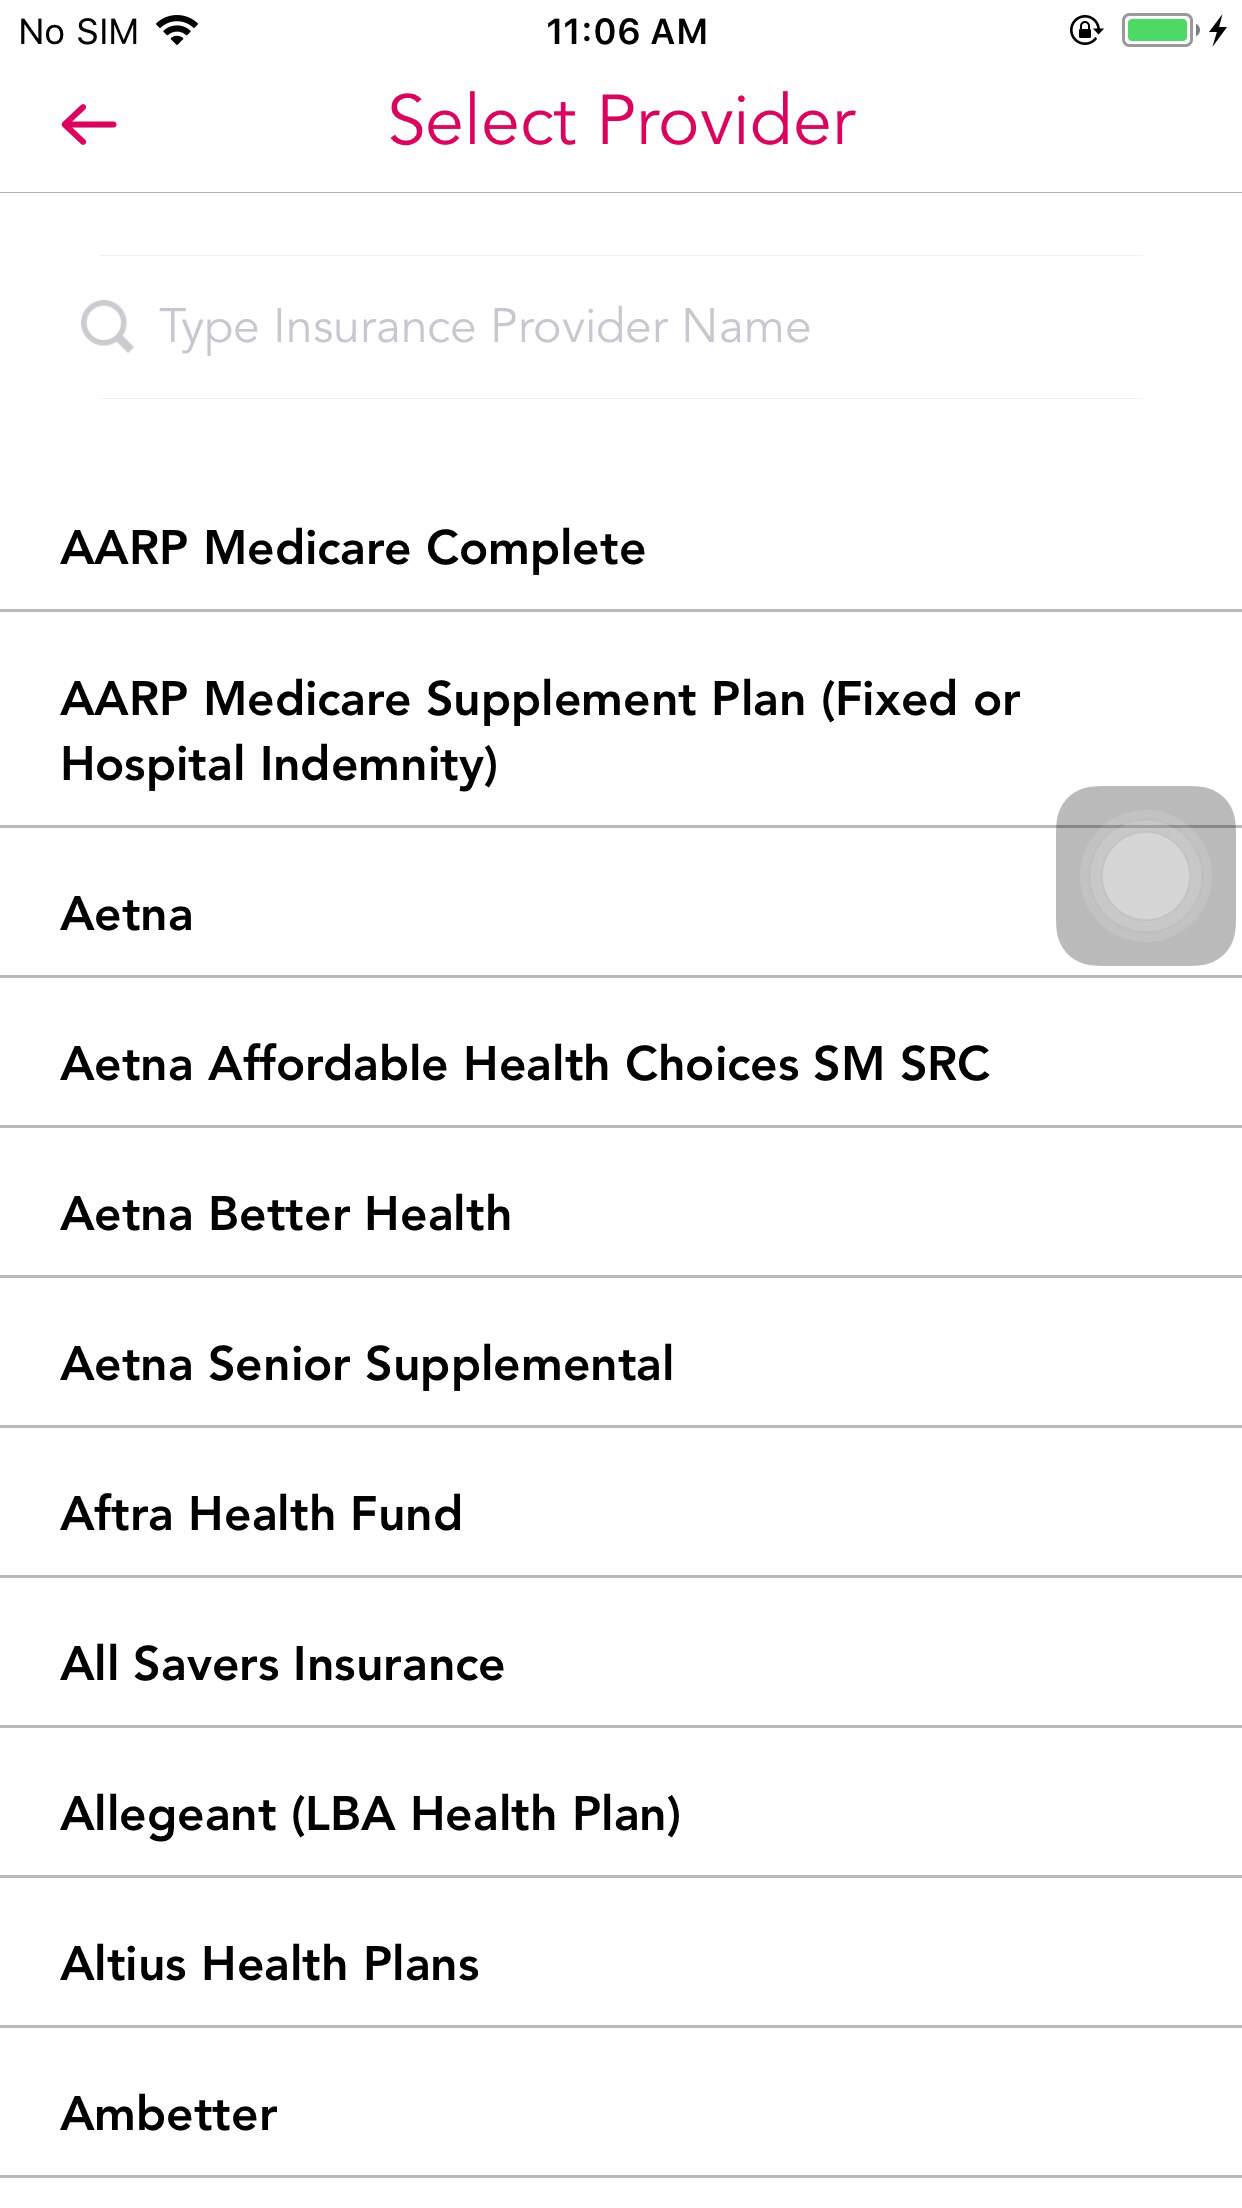 No SIM 11:06 AM
Select Provider
Type Insurance Provider Name
AARP Medicare Complete
AARP Medicare Supplement Plan (Fixed or
Hospital Indemnity)
Aetna
Aetna Affordable Health Choices SM SRC
Aetna Better Health
Aetna Senior Supplemental
Aftra Health Fund
All Savers Insurance
Allegeant (LBA Health Plan)
Altius Health Plans
Ambetter